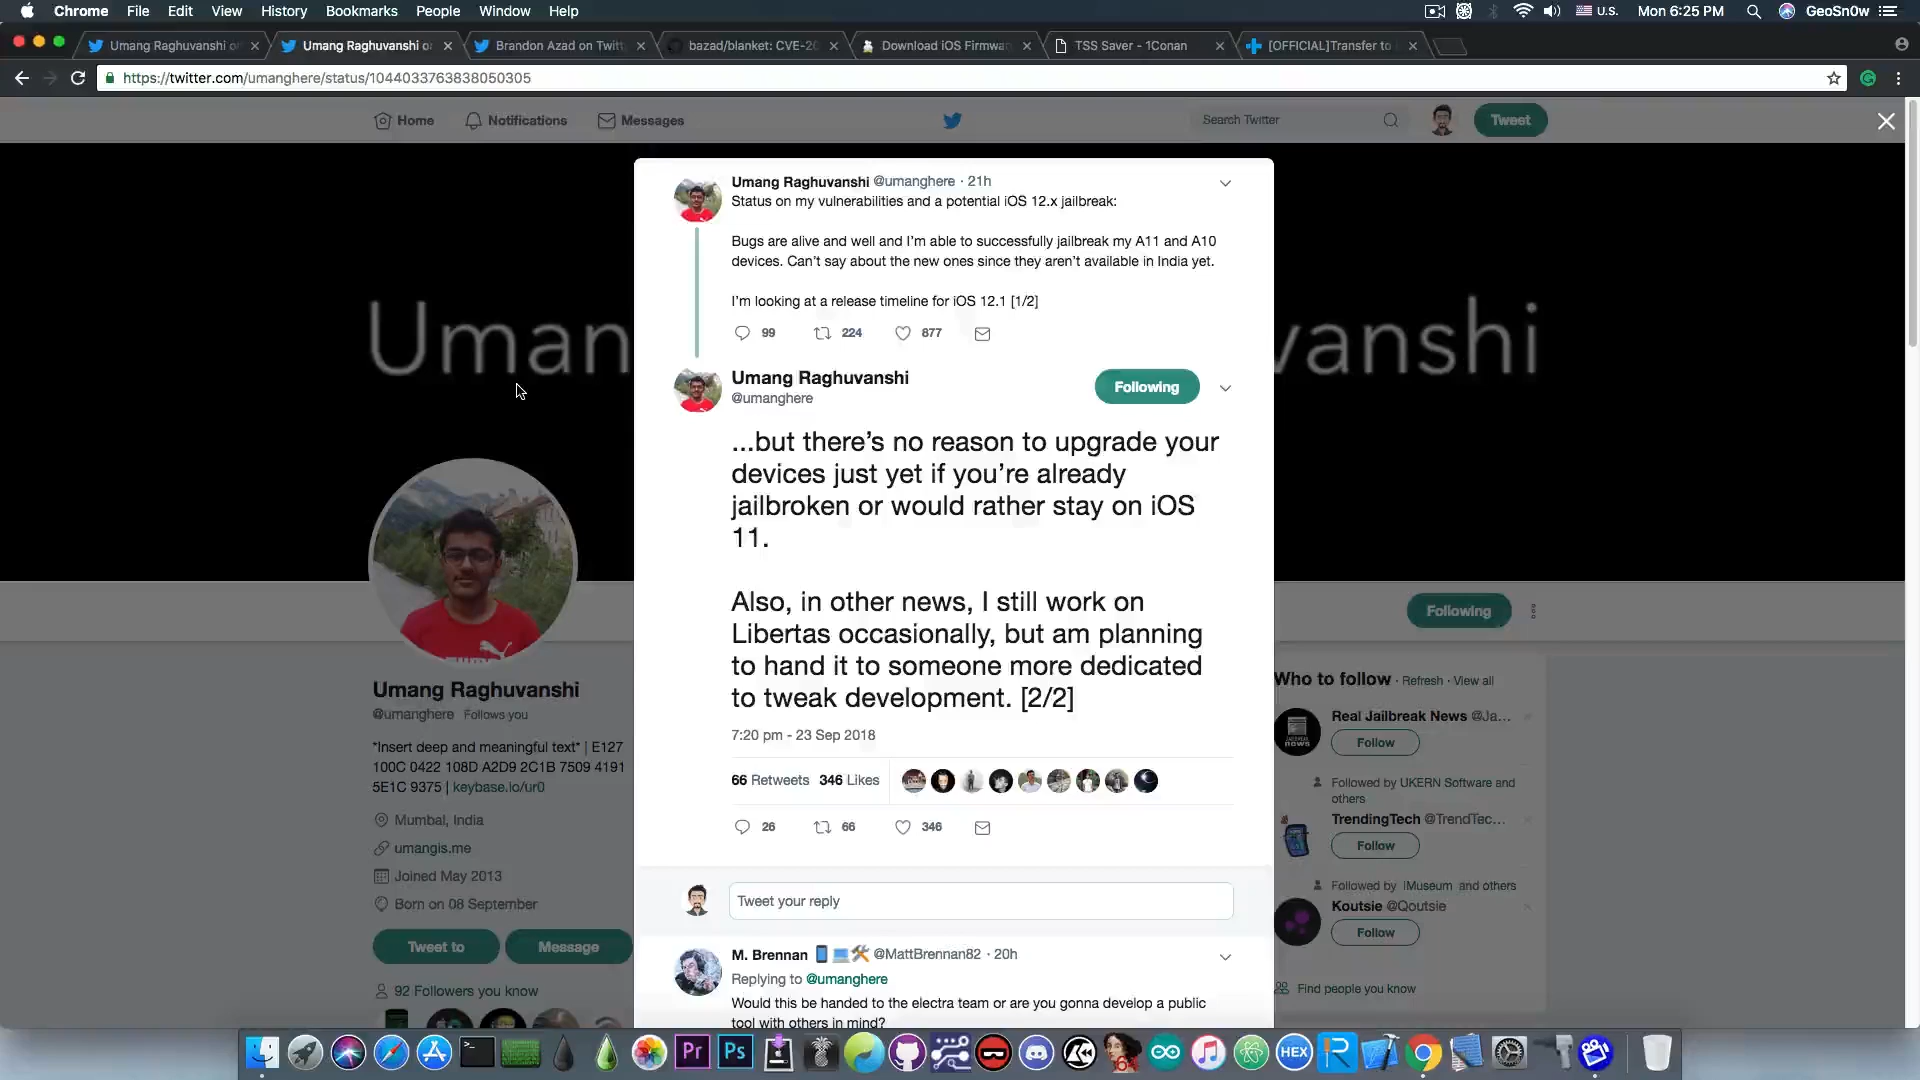 Chrome File Edit View History Bookmarks People Window Help
U.S. Mon 6:25 PM GeoSn0w
Umang Raghuvanshi o
Umang Raghuvanshi o
Brandon Azad on Twitt
bazad/blanket: CVE-20
Download iOS Firmwar
TSS Saver - 1Conan
[OFFICIAL]Transfer to
https://twitter.com/umanghere/status/1044033763838050305
Home Notifications Messages
Search Twitter
Tweet
Uman
vanshi
Umang Raghuvanshi @umanghere · 21h
Status on my vulnerabilities and a potential iOS 12.x jailbreak:
Bugs are alive and well and I’m able to successfully jailbreak my A11 and A10
devices. Can’t say about the new ones since they aren’t available in India yet.
I’m looking at a release timeline for iOS 12.1 [1/2]
99 224 877
Umang Raghuvanshi
@umanghere
Following
...but there’s no reason to upgrade your
devices just yet if you’re already
jailbroken or would rather stay on iOS
11.
Also, in other news, I still work on
Libertas occasionally, but am planning
to hand it to someone more dedicated
to tweak development. [2/2]
7:20 pm - 23 Sep 2018
66 Retweets 346 Likes
26 66 346
Tweet your reply
M. Brennan @MattBrennan82 · 20h
Replying to @umanghere
Would this be handed to the electra team or are you gonna develop a public
tool with others in mind?
Umang Raghuvanshi
@umanghere Follows you
*Insert deep and meaningful text* | E127
100C 0422 108D A2D9 2C1B 7509 4191
5E1C 9375 | keybase.io/ur0
Mumbai, India
umangis.me
Joined May 2013
Born on 08 September
Tweet to Message
92 Followers you know
Following
Who to follow · Refresh · View all
Real Jailbreak News @Ja...
Follow
Followed by UKERN Software and
others
TrendingTech @TrendTec...
Follow
Followed by iMuseum and others
Koutsie @Qoutsie
Follow
Find people you know
Pr Ps HEX